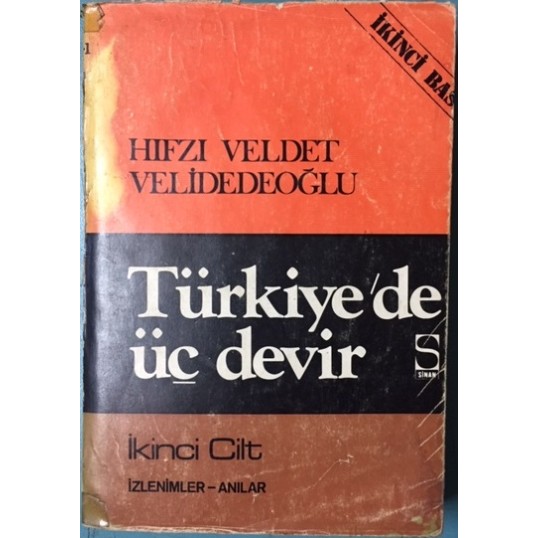 İKİNCİ BAS
HIFZI VELDET
VELİDEDEOĞLU
Türkiye'de
üç devir
S
SİNAN
İkinci Cilt
İZLENİMLER – ANILAR